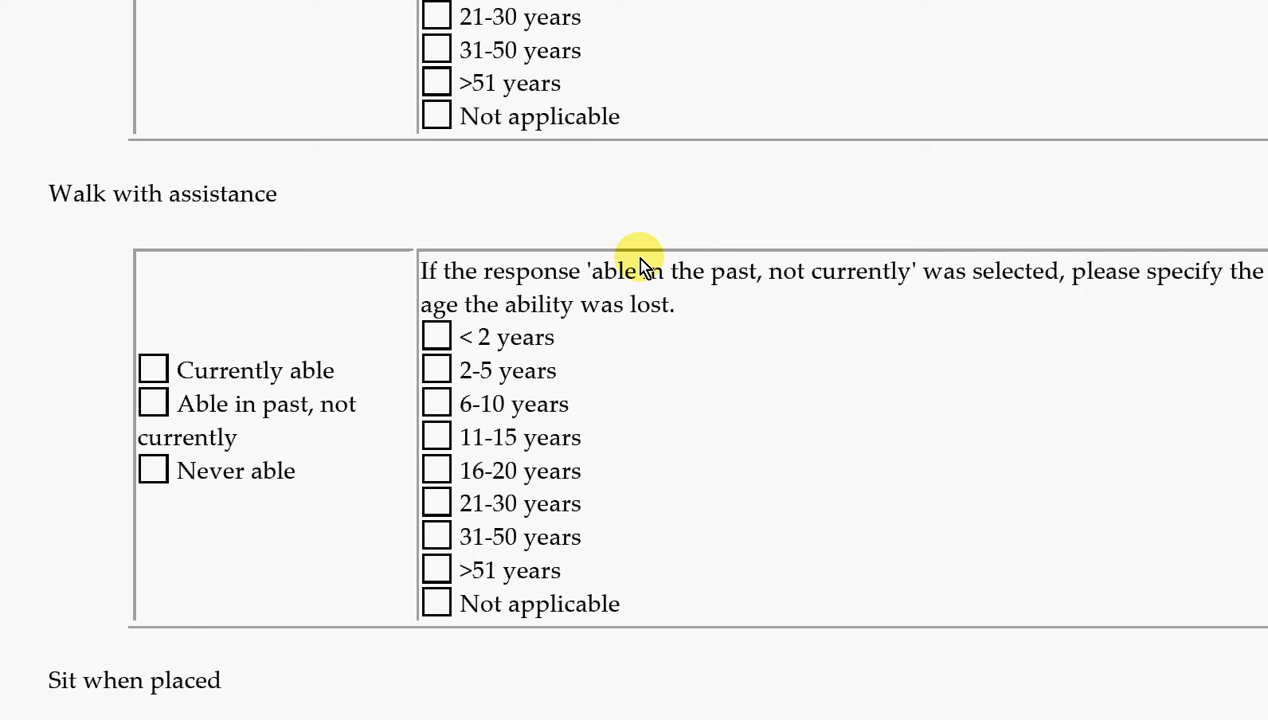 21-30 years
31-50 years
>51 years
Not applicable
Walk with assistance
If the response 'able in the past, not currently' was selected, please specify the
age the ability was lost.
Currently able
Able in past, not
currently
Never able
< 2 years
2-5 years
6-10 years
11-15 years
16-20 years
21-30 years
31-50 years
>51 years
Not applicable
Sit when placed